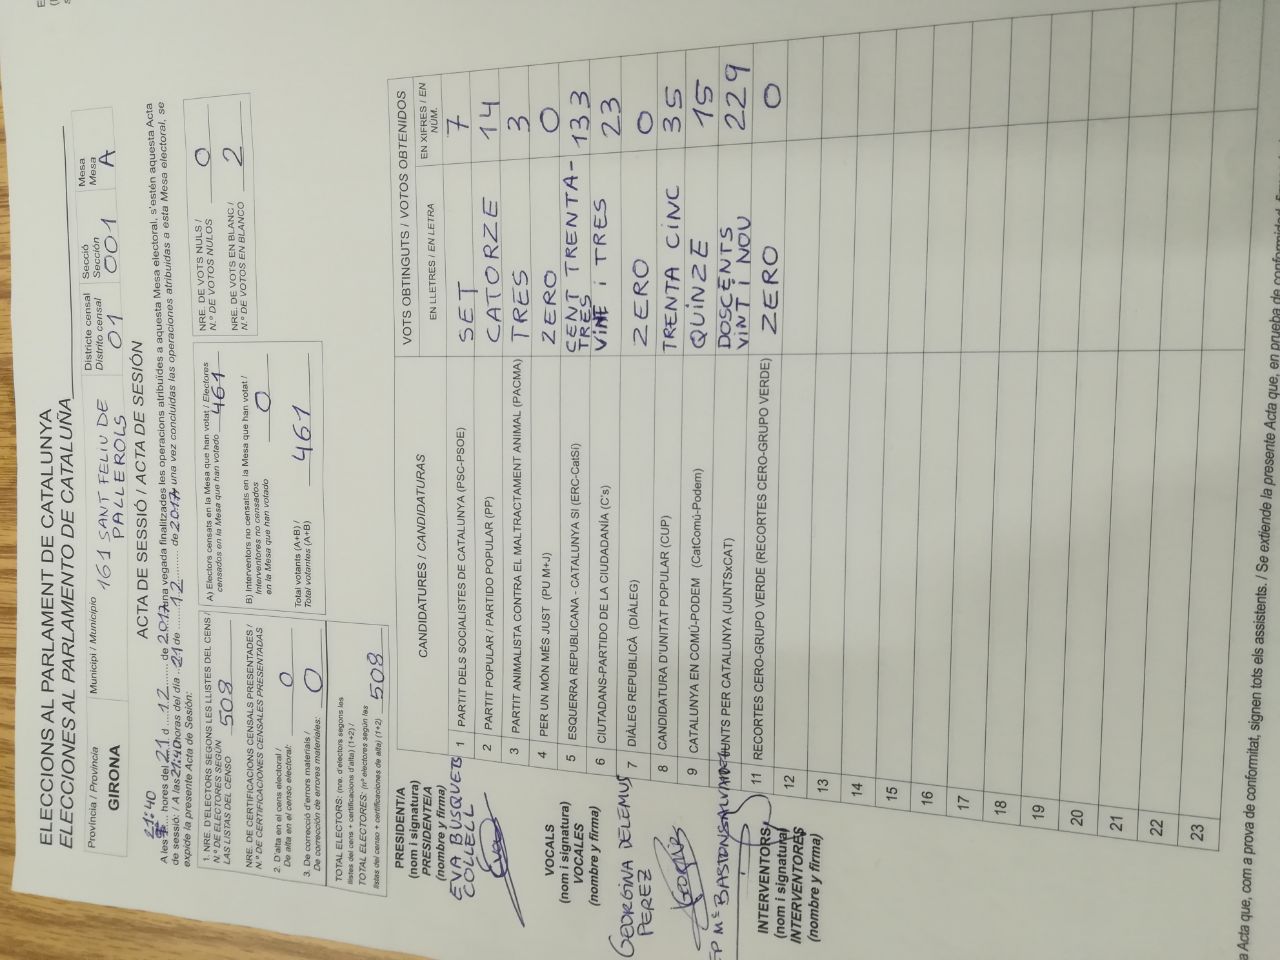 ELECCIONS AL PARLAMENT DE CATALUNYA
ELECCIONES AL PARLAMENTO DE CATALUÑA
Província / Provincia
GIRONA
Municipi / Municipio
161 SANT FELIU DE
PALLEROLS
Districte censal
Distrito censal
01
Secció
Sección
001
Mesa
Mesa
A
ACTA DE SESSIÓ / ACTA DE SESIÓN
21:40
A les hores del 21 d 12 de 2017, una vegada finalitzades les operacions atribuïdes a aquesta Mesa electoral, s'estén aquesta Acta
de sessió: / A las 21:40 horas del día 21 de 12 de 2017, una vez concluidas las operaciones atribuidas a esta Mesa electoral, se
expide la presente Acta de Sesión:
1. NRE. D'ELECTORS SEGONS LES LLISTES DEL CENS /
N.º DE ELECTORES SEGÚN
LAS LISTAS DEL CENSO 508
NRE. DE CERTIFICACIONS CENSALS PRESENTADES /
N.º DE CERTIFICACIONES CENSALES PRESENTADAS
2. D'alta en el cens electoral /
De alta en el censo electoral: 0
3. De correcció d'errors materials /
De corrección de errores materiales: 0
TOTAL ELECTORS: (nre. d'electors segons les
llistes del cens + certificacions d'alta) (1+2) /
TOTAL ELECTORES: (nº electores según las
listas del censo + certificaciones de alta) (1+2) 508
A) Electors censats en la Mesa que han votat / Electores
censados en la Mesa que han votado 461
B) Interventors no censats en la Mesa que han votat /
Interventores no censados
en la Mesa que han votado 0
Total votants (A+B) /
Total votantes (A+B) 461
NRE. DE VOTS NULS /
N.º DE VOTOS NULOS 0
NRE. DE VOTS EN BLANC /
N.º DE VOTOS EN BLANCO 2
CANDIDATURES / CANDIDATURAS
VOTS OBTINGUTS / VOTOS OBTENIDOS
EN LLETRES / EN LETRA
EN XIFRES / EN
NÚM.
1 PARTIT DELS SOCIALISTES DE CATALUNYA (PSC-PSOE) SET 7
2 PARTIT POPULAR / PARTIDO POPULAR (PP) CATORZE 14
3 PARTIT ANIMALISTA CONTRA EL MALTRACTAMENT ANIMAL (PACMA) TRES 3
4 PER UN MÓN MÉS JUST (PU M+J) ZERO 0
5 ESQUERRA REPUBLICANA - CATALUNYA SI (ERC-CatSí) CENT TRENTA-
TRES 133
6 CIUTADANS-PARTIDO DE LA CIUDADANÍA (C's) VINT i TRES 23
7 DIÀLEG REPUBLICÀ (DIÀLEG) ZERO 0
8 CANDIDATURA D'UNITAT POPULAR (CUP) TRENTA CINC 35
9 CATALUNYA EN COMÚ-PODEM (CatComú-Podem) QUINZE 15
JUNTS PER CATALUNYA (JUNTSxCAT) DOSCENTS
VINT I NOU 229
11 RECORTES CERO-GRUPO VERDE (RECORTES CERO-GRUPO VERDE) ZERO 0
12
13
14
15
16
17
18
19
20
21
22
23
PRESIDENT/A
(nom i signatura)
PRESIDENTE/A
(nombre y firma)
EVA BUSQUETS
COLLELL
VOCALS
(nom i signatura)
VOCALES
(nombre y firma)
GEORGINA DELEMUS
PEREZ
INTERVENTORS
(nom i signatura)
INTERVENTORES
(nombre y firma)
a Acta que, com a prova de conformitat, signen tots els assistents. / Se extiende la presente Acta que, en prueba de conformidad,